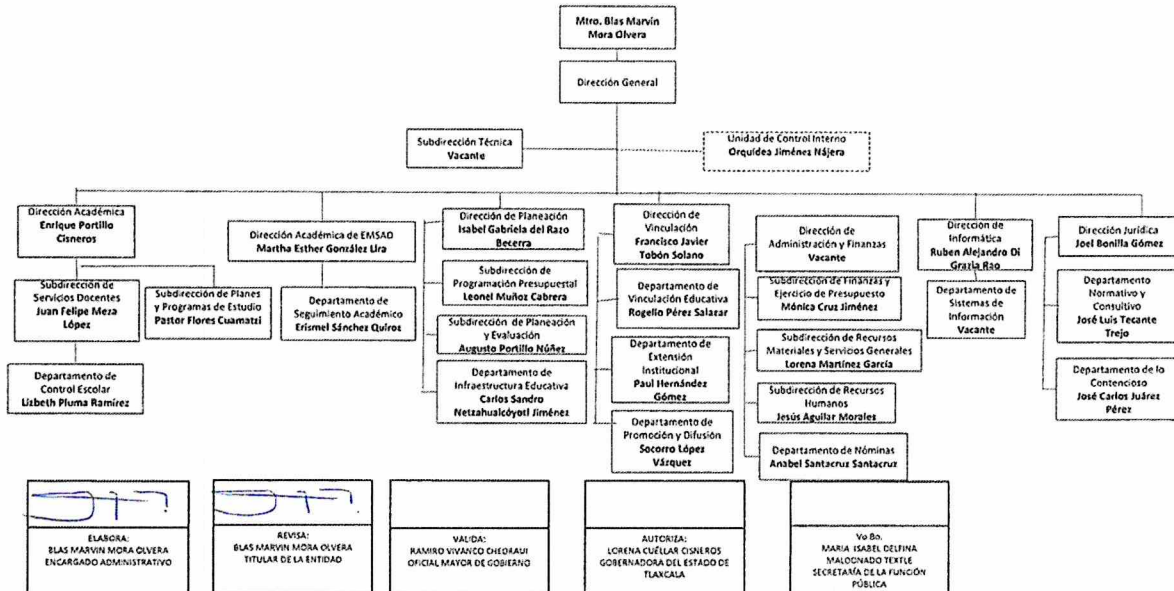 Mtro. Blas Marvin
Mora Olvera
Dirección General
Subdirección Técnica
Vacante
Unidad de Control Interno
Orquídea Jiménez Nájera
Dirección Académica
Enrique Portillo
Cisneros
Subdirección de
Servicios Docentes
Juan Felipe Meza
López
Subdirección de Planes
y Programas de Estudio
Pastor Flores Cuamatzi
Departamento de
Control Escolar
Lizbeth Pluma Ramírez
Dirección Académica de EMSAD
Martha Esther González Lira
Departamento de
Seguimiento Académico
Erismel Sánchez Quiroz
Dirección de Planeación
Isabel Gabriela del Razo
Becerra
Subdirección de
Programación Presupuestal
Leonel Muñoz Cabrera
Subdirección de Planeación
y Evaluación
Augusto Portillo Núñez
Departamento de
Infraestructura Educativa
Carlos Sandro
Netzahualcóyotl Jiménez
Dirección de
Vinculación
Francisco Javier
Tobón Solano
Departamento de
Vinculación Educativa
Rogelio Pérez Salazar
Departamento de
Extensión
Institucional
Paul Hernández
Gómez
Departamento de
Promoción y Difusión
Socorro López
Vázquez
Dirección de
Administración y Finanzas
Vacante
Subdirección de Finanzas y
Ejercicio de Presupuesto
Mónica Cruz Jiménez
Subdirección de Recursos
Materiales y Servicios Generales
Lorena Martínez García
Subdirección de Recursos
Humanos
Jesús Aguilar Morales
Departamento de Nóminas
Anabel Santacruz Santacruz
Dirección de
Informática
Ruben Alejandro Di
Grazia Rao
Departamento de
Sistemas de
Información
Vacante
Dirección Jurídica
Joel Bonilla Gómez
Departamento
Normativo y
Consultivo
José Luis Tecante
Trejo
Departamento de lo
Contencioso
José Carlos Juárez
Pérez
ELABORA:
BLAS MARVIN MORA OLVERA
ENCARGADO ADMINISTRATIVO
REVISA:
BLAS MARVIN MORA OLVERA
TITULAR DE LA ENTIDAD
VALIDA:
RAMIRO VIVANCO CHEDRAUI
OFICIAL MAYOR DE GOBIERNO
AUTORIZA:
LORENA CUÉLLAR CISNEROS
GOBERNADORA DEL ESTADO DE
TLAXCALA
Vo Bo.
MARIA ISABEL DELFINA
MALDONADO TEXTLE
SECRETARÍA DE LA FUNCIÓN
PÚBLICA